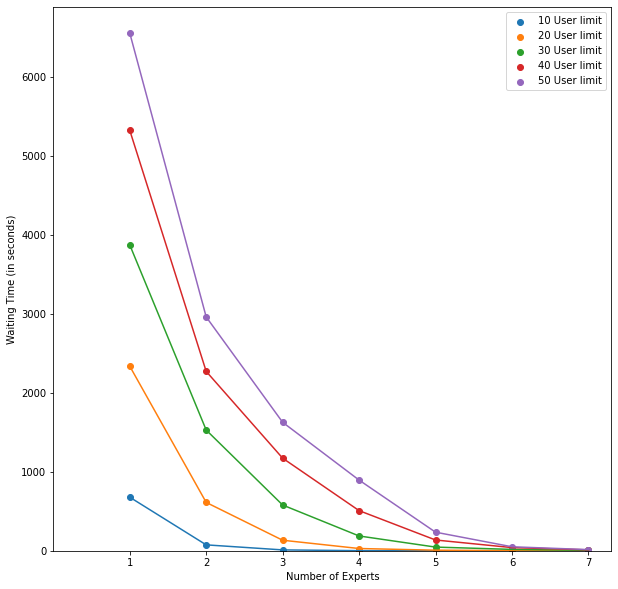 10 User limit
20 User limit
30 User limit
40 User limit
50 User limit
6000
5000
4000
3000
2000
1000
0
Waiting Time (in seconds)
1 2 3 4 5 6 7
Number of Experts